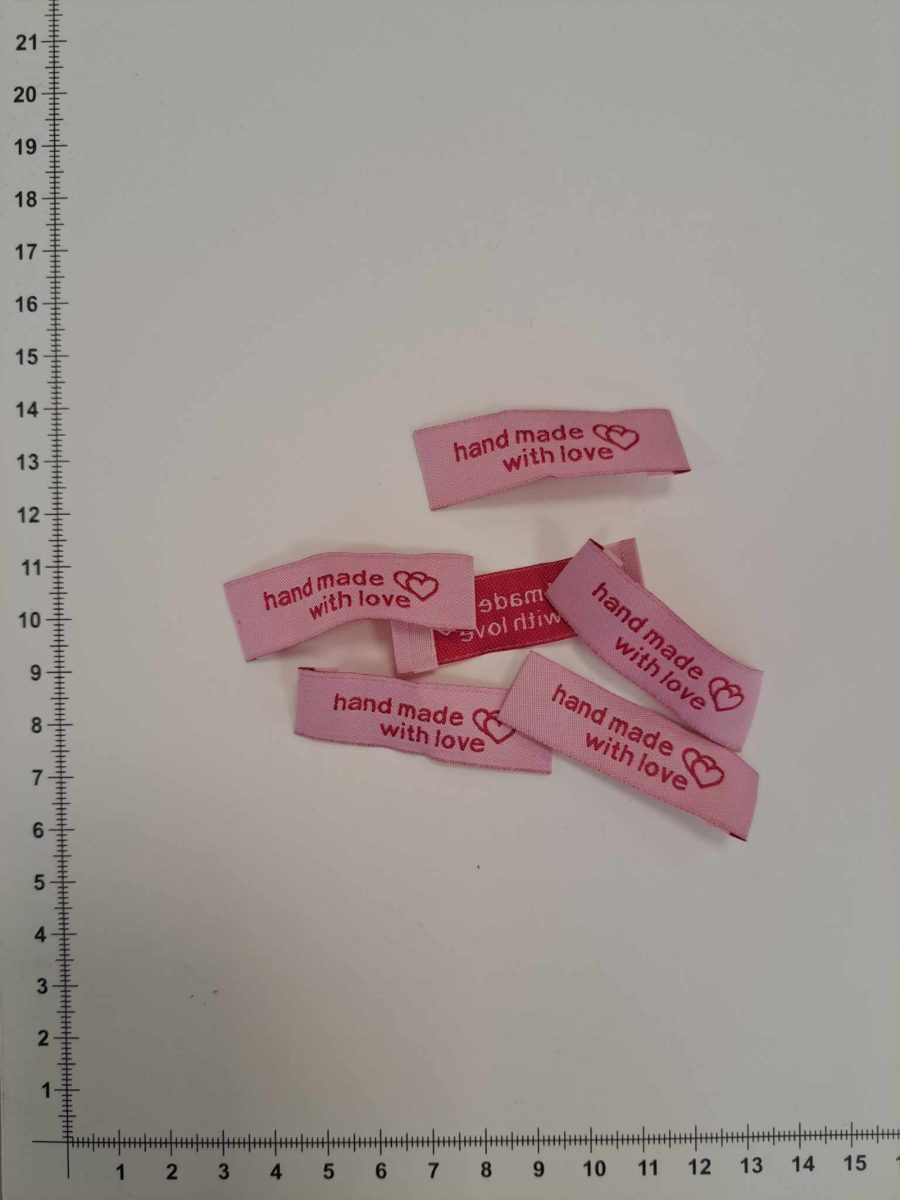 21
20
19
18
17
16
15
14
13
12
11
10
9
8
7
6
5
4
3
2
1
hand made
with love
hand made
with love
made
with love
hand made
with love
hand made
with love
hand made
with love
1 2 3 4 5 6 7 8 9 10 11 12 13 14 15